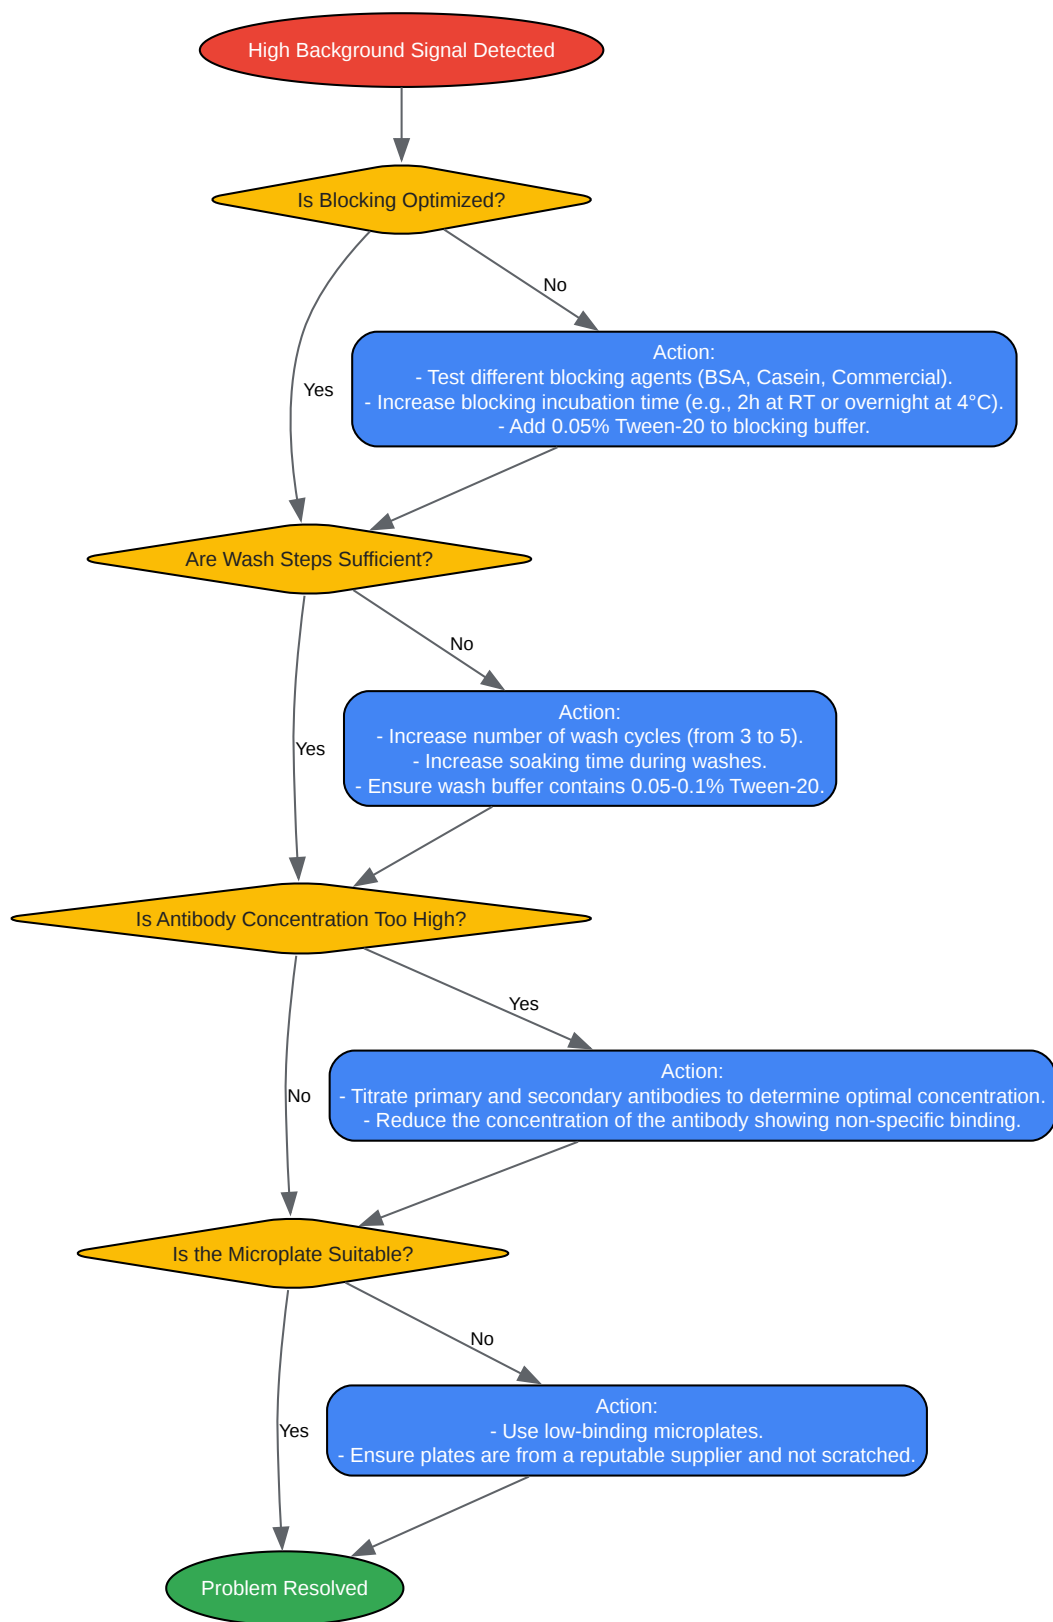 High Background Signal Detected
Is Blocking Optimized?
No
Yes
Action:
- Test different blocking agents (BSA, Casein, Commercial).
- Increase blocking incubation time (e.g., 2h at RT or overnight at 4°C).
- Add 0.05% Tween-20 to blocking buffer.
Are Wash Steps Sufficient?
No
Yes
Action:
- Increase number of wash cycles (from 3 to 5).
- Increase soaking time during washes.
- Ensure wash buffer contains 0.05-0.1% Tween-20.
Is Antibody Concentration Too High?
Yes
No
Action:
- Titrate primary and secondary antibodies to determine optimal concentration.
- Reduce the concentration of the antibody showing non-specific binding.
Is the Microplate Suitable?
No
Yes
Action:
- Use low-binding microplates.
- Ensure plates are from a reputable supplier and not scratched.
Problem Resolved